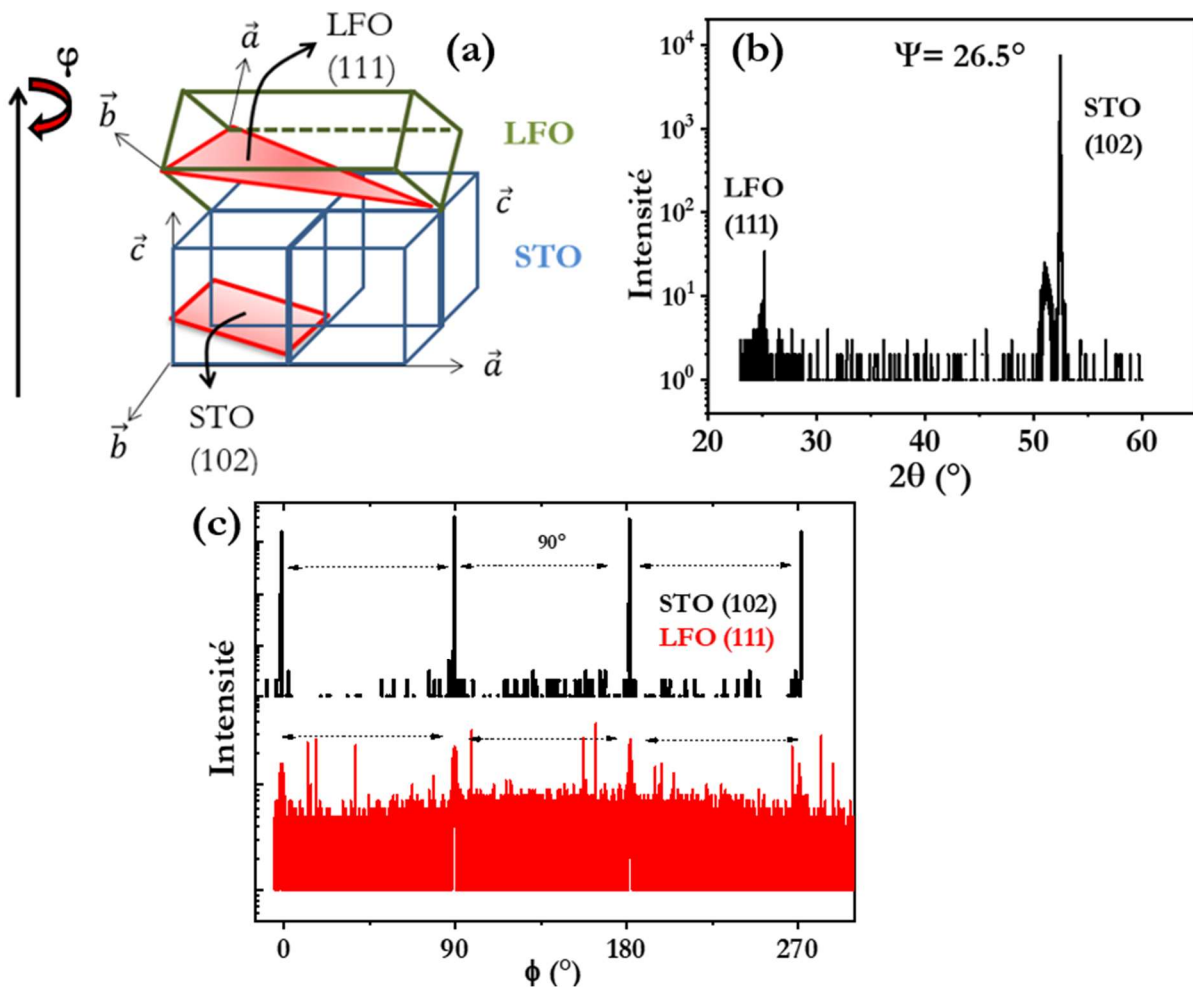 (a)
φ
LFO
(111)
a⃗
b⃗
LFO
c⃗
c⃗
STO
a⃗
b⃗
STO
(102)
(b)
Ψ= 26.5°
STO
(102)
LFO
(111)
Intensité
10⁴
10³
10²
10¹
10⁰
20 30 40 50 60
2θ (°)
(c)
90°
STO (102)
LFO (111)
Intensité
0 90 180 270
ϕ (°)